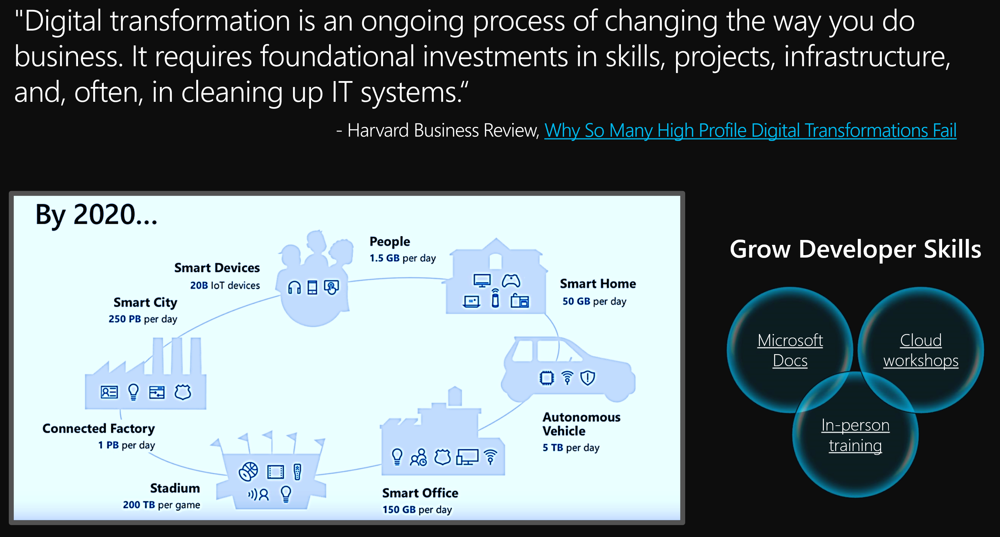 "Digital transformation is an ongoing process of changing the way you do
business. It requires foundational investments in skills, projects, infrastructure,
and, often, in cleaning up IT systems.“
- Harvard Business Review, Why So Many High Profile Digital Transformations Fail
By 2020...
People
1.5 GB per day
Smart Devices
20B IoT devices
Smart Home
50 GB per day
Smart City
250 PB per day
68°
Autonomous
Vehicle
5 TB per day
Connected Factory
1 PB per day
Stadium
200 TB per game
Smart Office
150 GB per day
Grow Developer Skills
Microsoft
Docs
Cloud
workshops
In-person
training